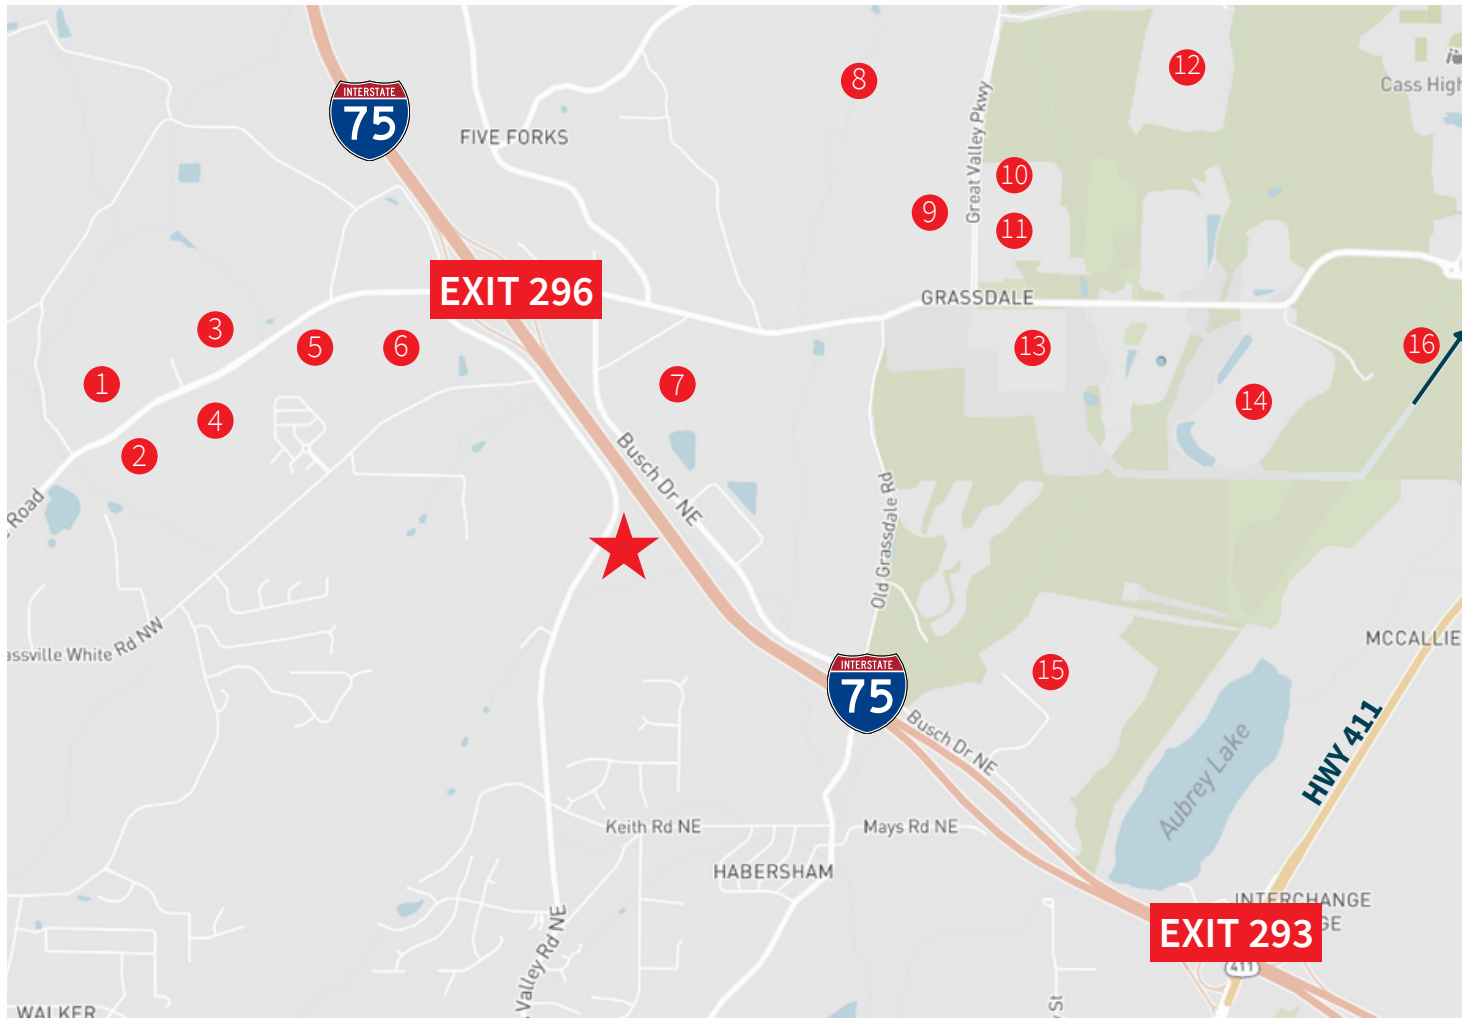 INTERSTATE
75
FIVE FORKS
8
12
Cass High
Great Valley Pkwy
10
9
11
EXIT 296
GRASSDALE
3
5
6
13
16
1
7
14
4
2
Busch Dr NE
Road
Old Grassdale Rd
assville White Rd NW
MCCALLIE
INTERSTATE
75
15
Busch Dr NE
HWY 411
Aubrey Lake
Keith Rd NE
Mays Rd NE
HABERSHAM
INTERCHANGE
GE
EXIT 293
411
Valley Rd NE
St
WALKER